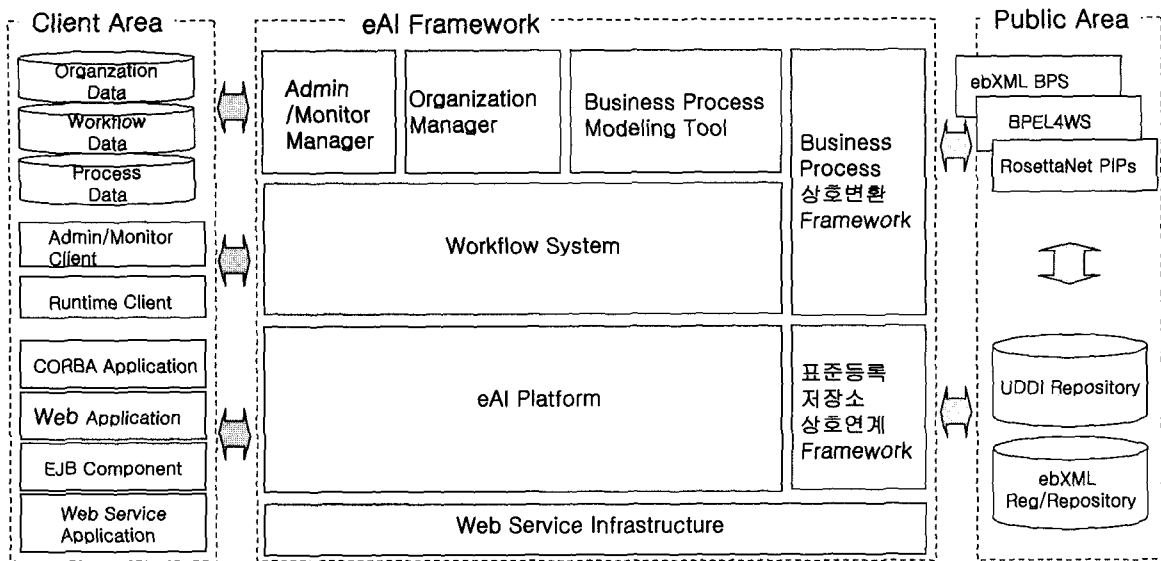 Client Area
Organzation
Data
Workflow
Data
Process
Data
Admin/Monitor
Client
Runtime Client
CORBA Application
Web Application
EJB Component
Web Service
Application
eAI Framework
Admin
/Monitor
Manager
Organization
Manager
Business Process
Modeling Tool
Business
Process
상호변환
Framework
Workflow System
eAI Platform
표준등록
저장소
상호연계
Framework
Web Service Infrastructure
Public Area
ebXML BPS
BPEL4WS
RosettaNet PIPs
UDDI Repository
ebXML
Reg/Repository